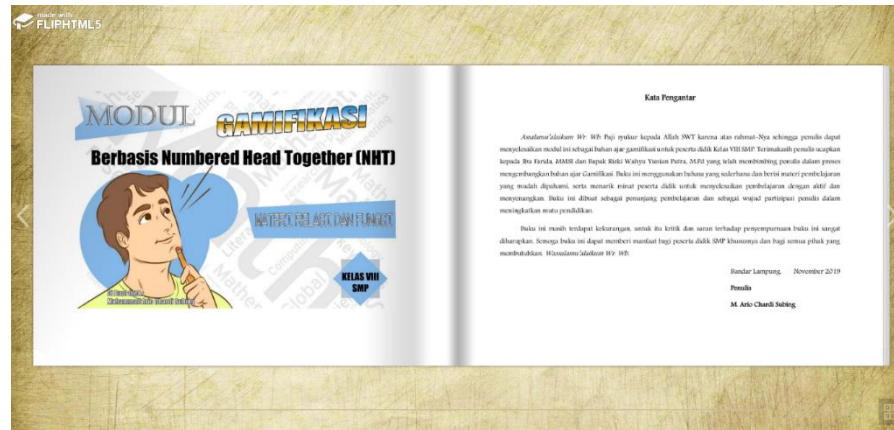 made with
FLIPHTML5
MODUL
GAMIFIKASI
Berbasis Numbered Head Together (NHT)
MATERI RELASI DAN FUNGSI
KELAS VIII
SMP
Di Buat Oleh :
Muhammad Ario Chardi Subing
Kata Pengantar
Assalamu'alaikum Wr. Wb. Puji syukur kepada Allah SWT karena atas rahmat-Nya sehingga penulis dapat
menyelesaikan modul ini sebagai bahan ajar gamifikasi untuk peserta didik Kelas VIII SMP. Terimakasih penulis ucapkan
kepada Ibu Farida, MMSI dan Bapak Rizki Wahyu Yunian Putra, M.Pd yang telah membimbing penulis dalam proses
mengembangkan bahan ajar Gamifikasi. Buku ini menggunakan bahasa yang sederhana dan berisi materi pembelajaran
yang mudah dipahami, serta menarik minat peserta didik untuk menyelesaikan pembelajaran dengan aktif dan
menyenangkan. Buku ini dibuat sebagai penunjang pembelajaran dan sebagai wujud partisipasi penulis dalam
meningkatkan mutu pendidikan.
Buku ini masih terdapat kekurangan, untuk itu kritik dan saran terhadap penyempurnaan buku ini sangat
diharapkan. Semoga buku ini dapat memberi manfaat bagi peserta didik SMP khususnya dan bagi semua pihak yang
membutuhkan. Wassalamu'alaikum Wr. Wb.
Bandar Lampung, November 2019
Penulis
M. Ario Chardi Subing